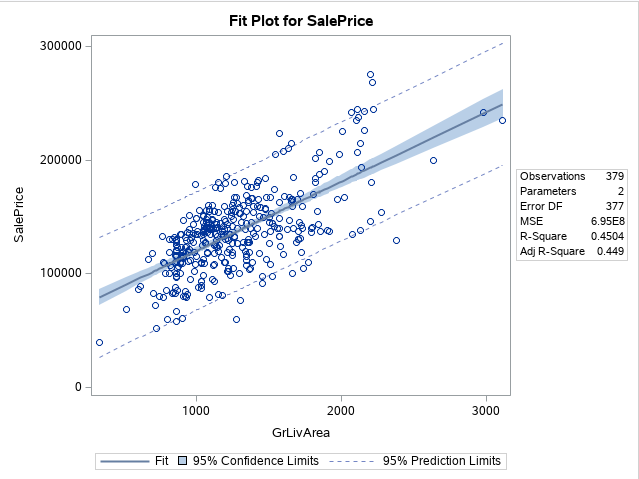 Fit Plot for SalePrice
300000
200000
100000
0
SalePrice
1000 2000 3000
GrLivArea
Observations 379
Parameters 2
Error DF 377
MSE 6.95E8
R-Square 0.4504
Adj R-Square 0.449
Fit 95% Confidence Limits 95% Prediction Limits